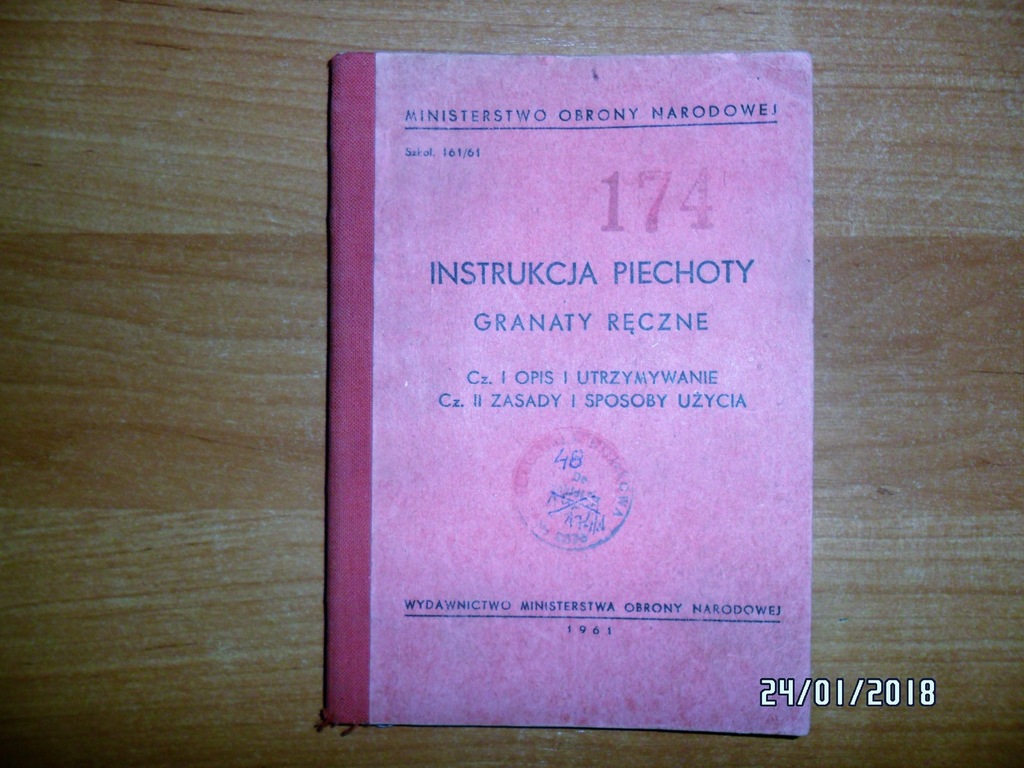 MINISTERSTWO OBRONY NARODOWEJ
Szkol. 161/61
174
INSTRUKCJA PIECHOTY
GRANATY RĘCZNE
Cz. I OPIS I UTRZYMYWANIE
Cz. II ZASADY I SPOSOBY UŻYCIA
48
WYDAWNICTWO MINISTERSTWA OBRONY NARODOWEJ
1961
24/01/2018